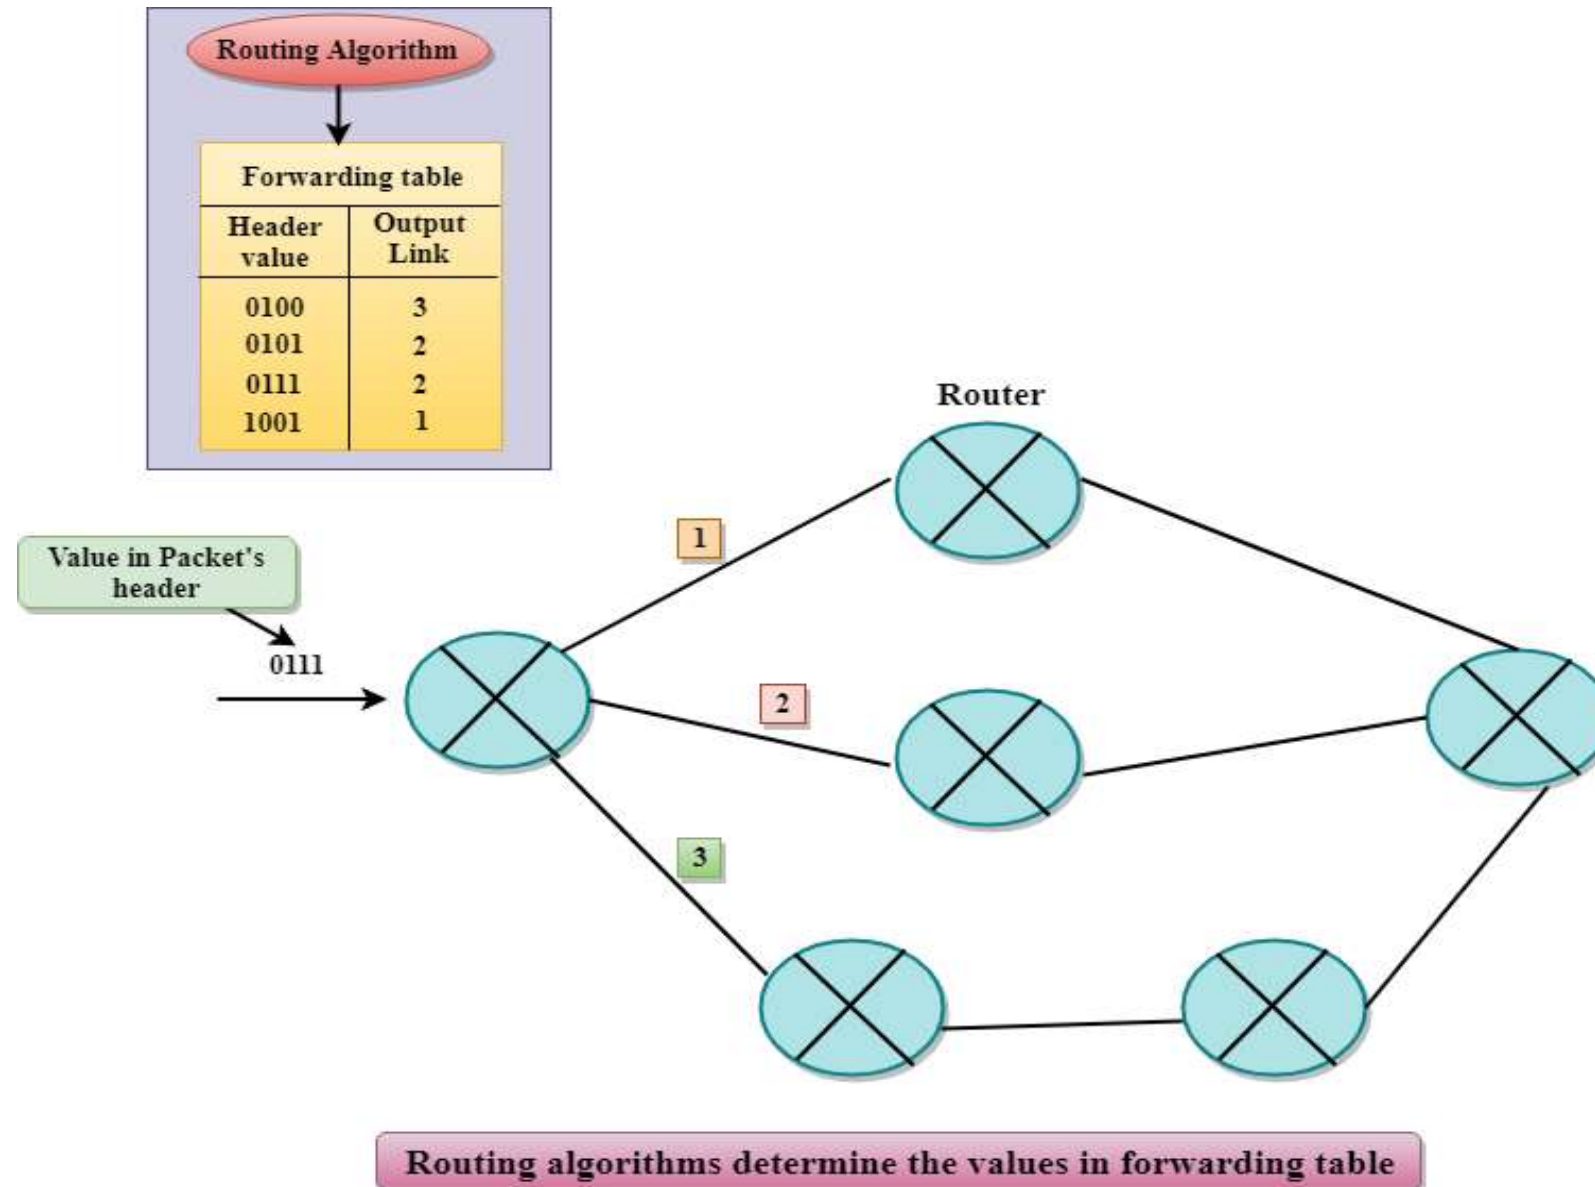 Routing Algorithm
Forwarding table
Header value
Output Link
0100 3
0101 2
0111 2
1001 1
Router
1
Value in Packet's
header
0111
2
3
Routing algorithms determine the values in forwarding table